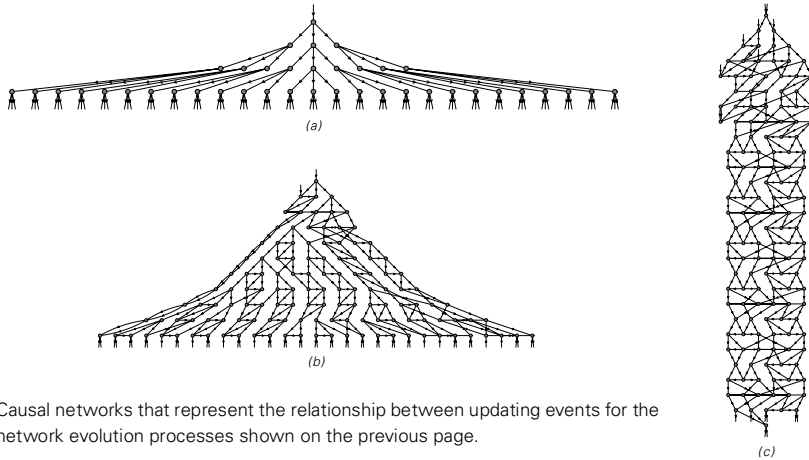 (a)
(b)
Causal networks that represent the relationship between updating events for the
network evolution processes shown on the previous page.
(c)